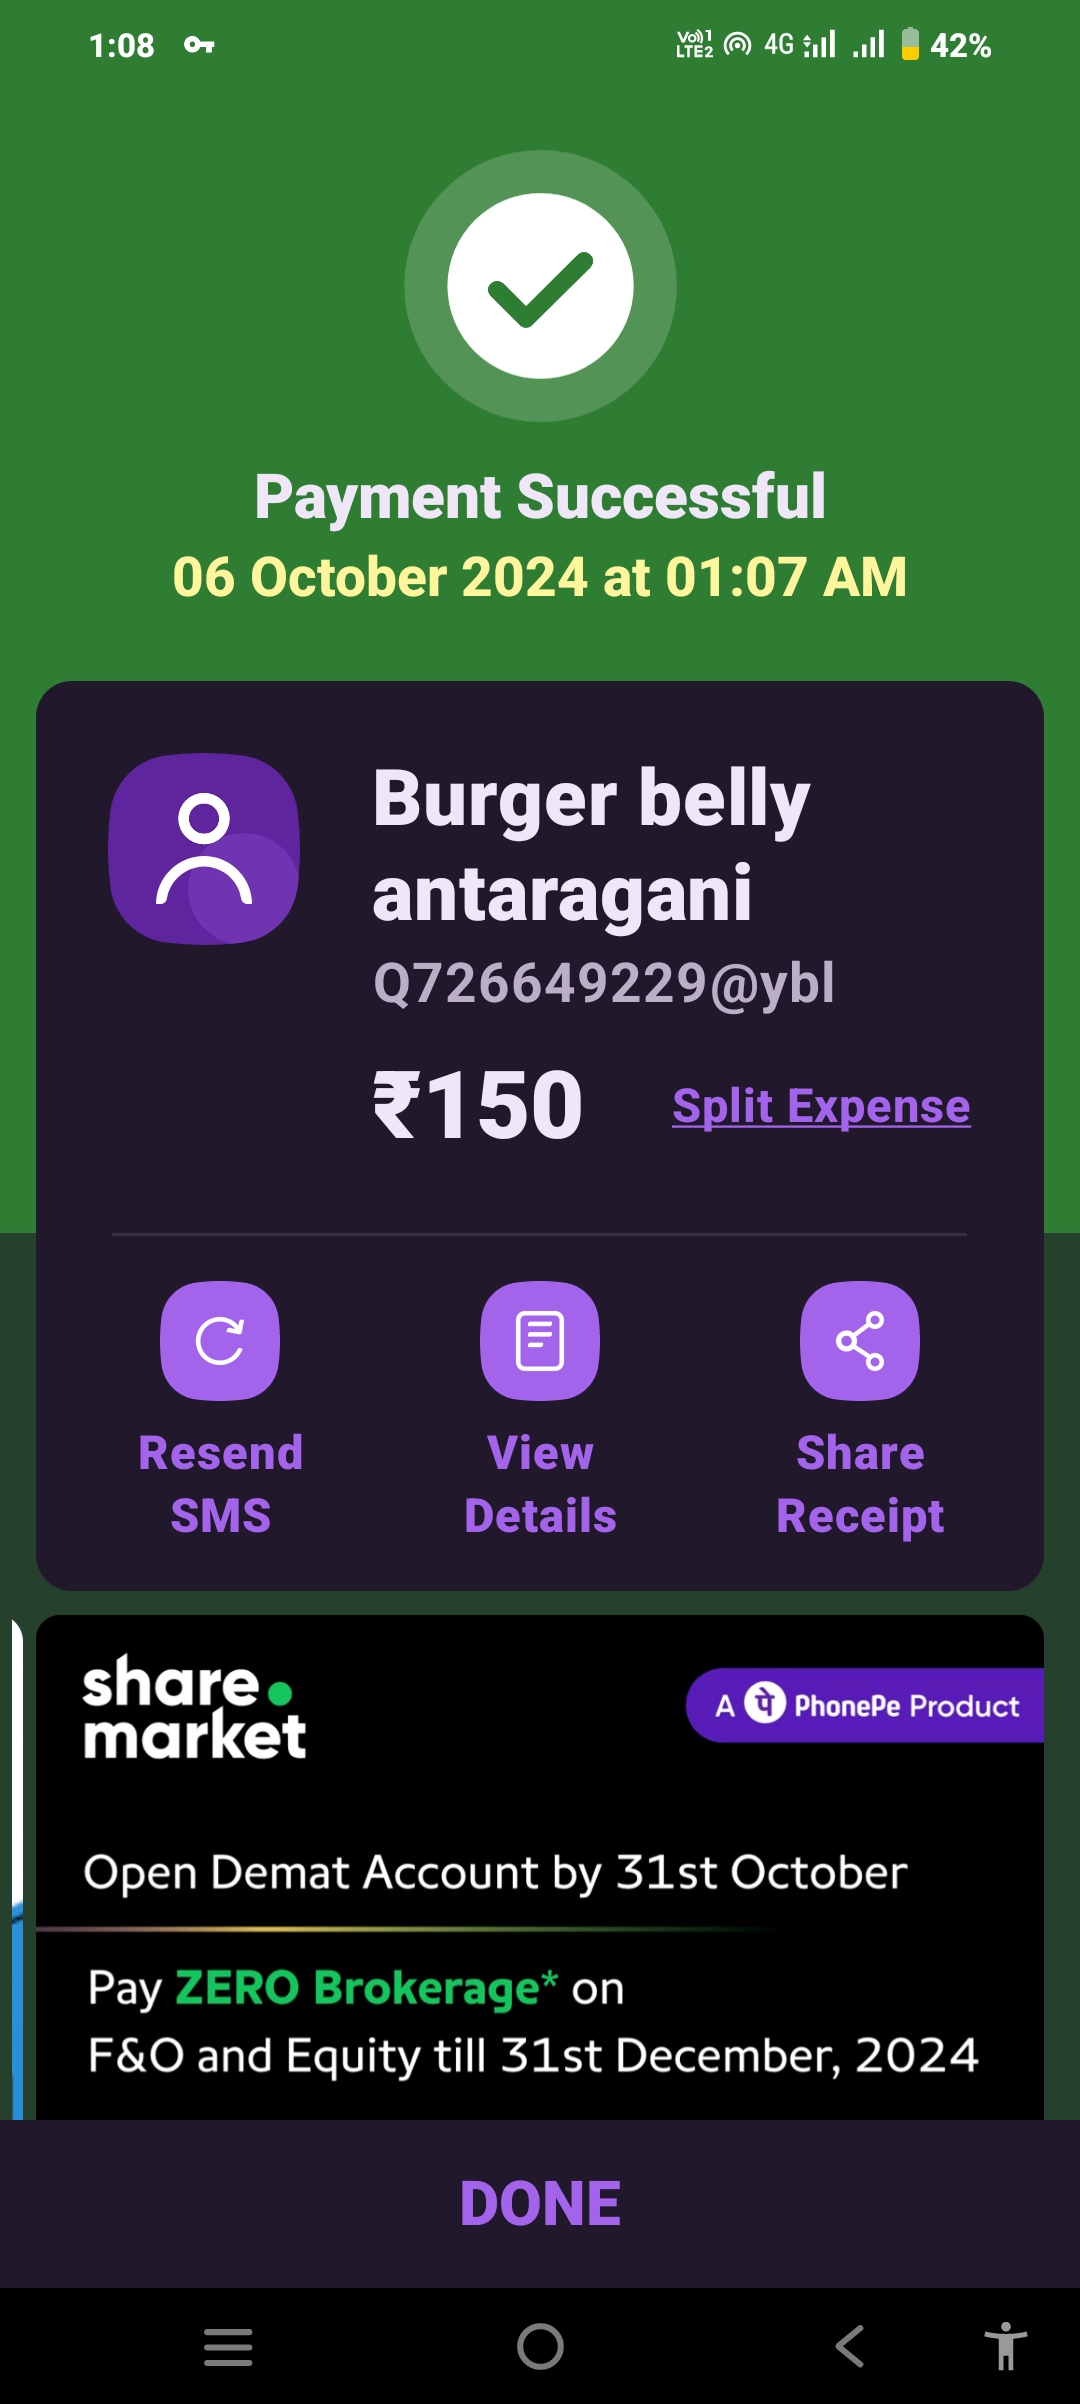 1:08
Vo)) 1
LTE2
4G
42%
Payment Successful
06 October 2024 at 01:07 AM
Burger belly
antaragani
Q726649229@ybl
₹150
Split Expense
Resend
SMS
View
Details
Share
Receipt
share.
market
A पे PhonePe Product
Open Demat Account by 31st October
Pay ZERO Brokerage* on
F&O and Equity till 31st December, 2024
DONE